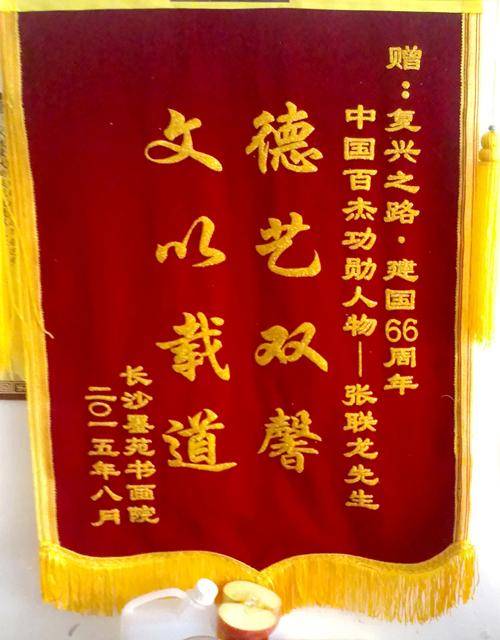 赠：复兴之路·建国66周年
中国百杰功勋人物—张联龙先生
德艺双馨
文以载道
长沙墨苑书画院
二〇一五年八月